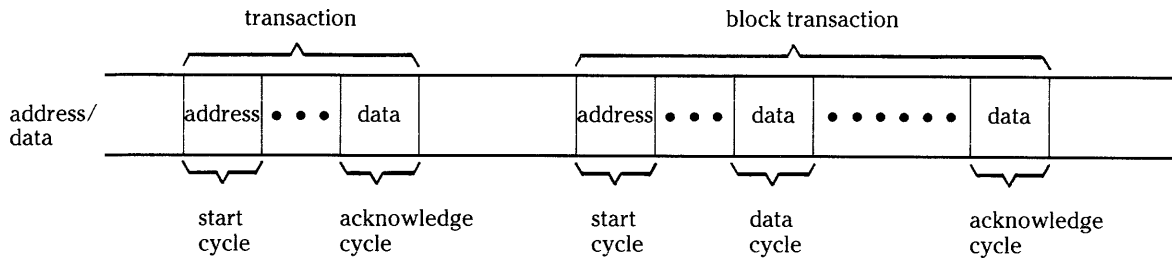 transaction
block transaction
address/
data
address • • • data
address • • • data • • • • • • data
start
cycle
acknowledge
cycle
start
cycle
data
cycle
acknowledge
cycle